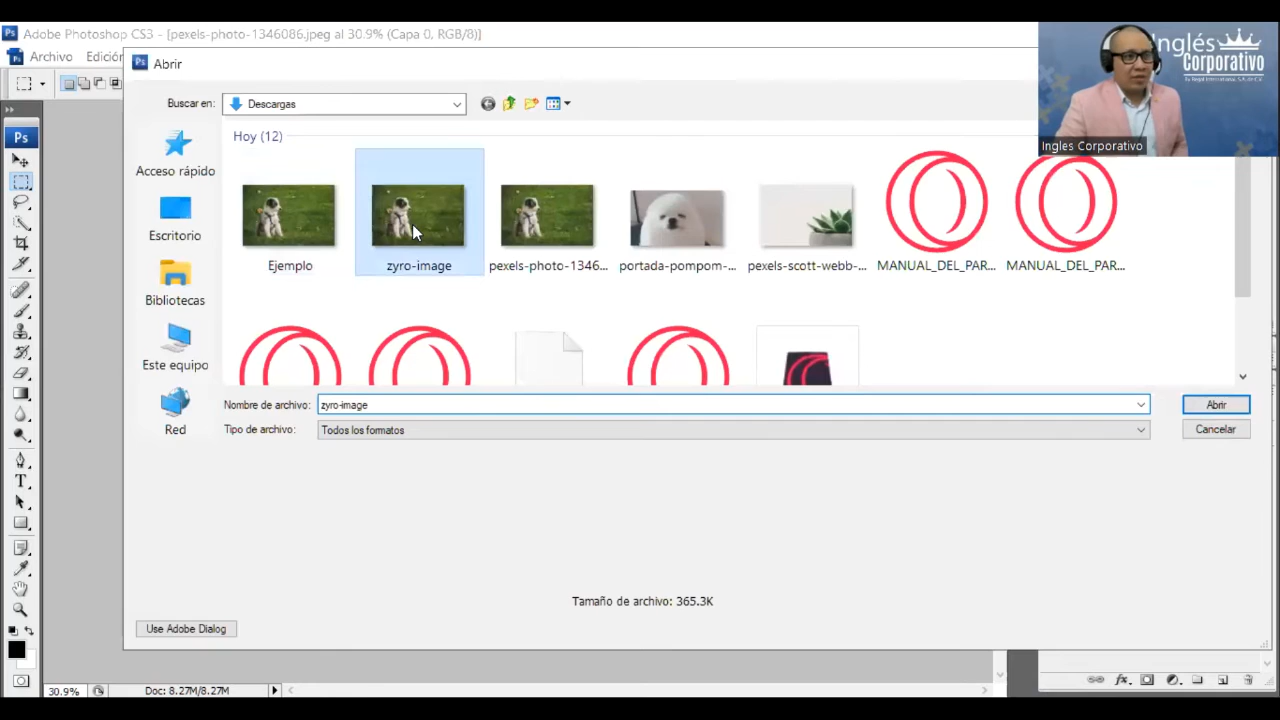 Adobe Photoshop CS3 - [pexels-photo-1346086.jpeg al 30.9% (Capa 0, RGB/8)]
Archivo Edición
Abrir
Buscar en: Descargas
Hoy (12)
Acceso rápido
Escritorio
Bibliotecas
Este equipo
Red
Ejemplo
zyro-image
pexels-photo-1346...
portada-pompom-...
pexels-scott-webb-...
MANUAL_DEL_PAR...
MANUAL_DEL_PAR...
Nombre de archivo: zyro-image
Abrir
Tipo de archivo: Todos los formatos
Cancelar
Tamaño de archivo: 365.3K
Use Adobe Dialog
30.9%
Doc: 8.27M/8.27M
Inglés
Corporativo
Ingles Corporativo
Ps
Ps
T
fx